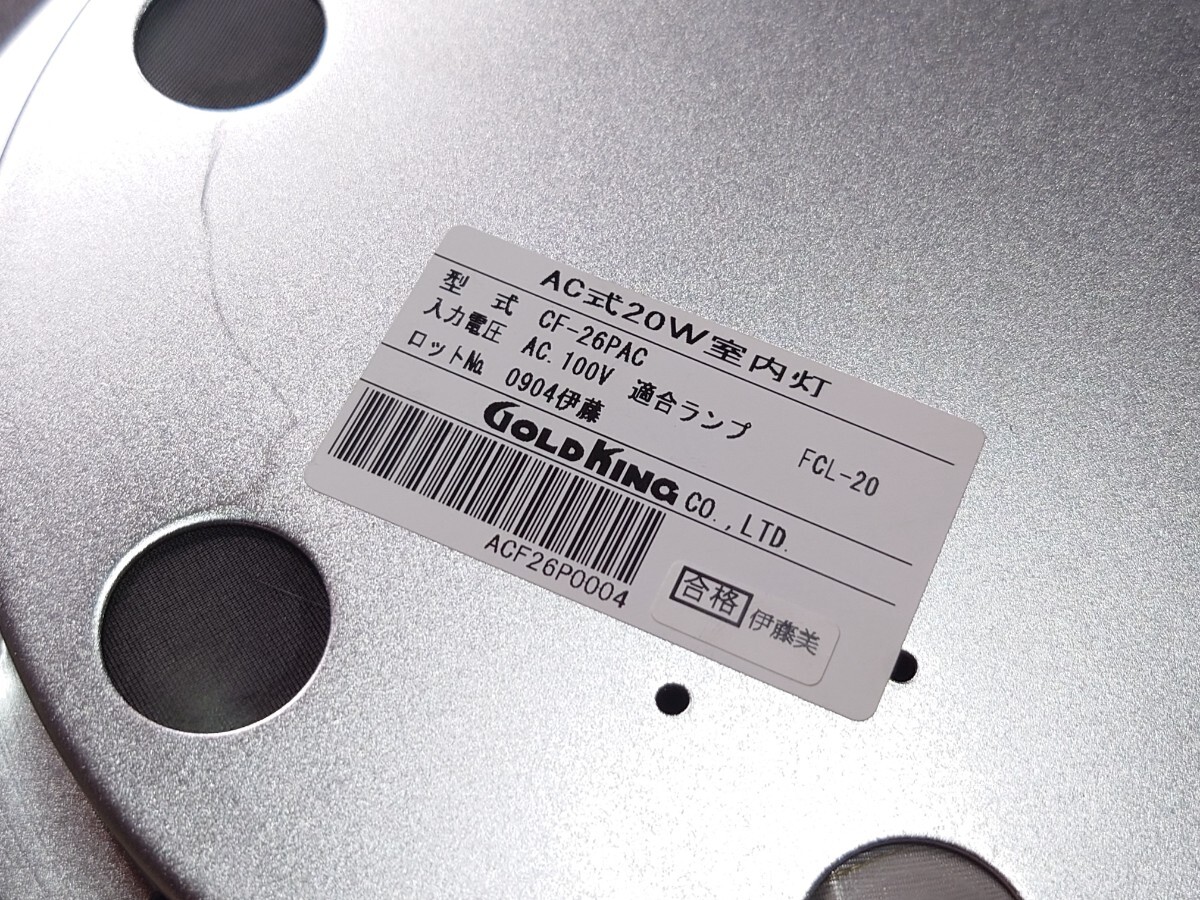 AC式20W室内灯
型 式 CF-26PAC
入力電圧 AC.100V 適合ランプ FCL-20
ロット№ 0904伊藤
GOLDKING CO.,LTD.
ACF26P0004
合格 伊藤美